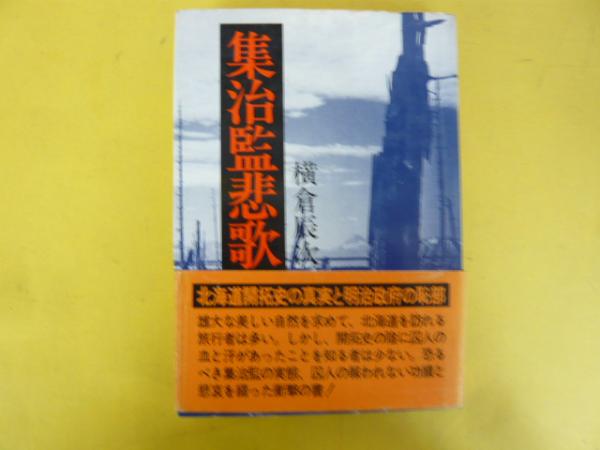 集治監悲歌
横倉辰次
北海道開拓史の真実と明治政府の恥部
雄大な美しい自然を求めて、北海道を訪れる
旅行者は多い。しかし、開拓史の陰に囚人の
血と汗があったことを知る者は少ない。恐る
べき集治監の実態、囚人の報われない功績と
悲哀を綴った衝撃の書!